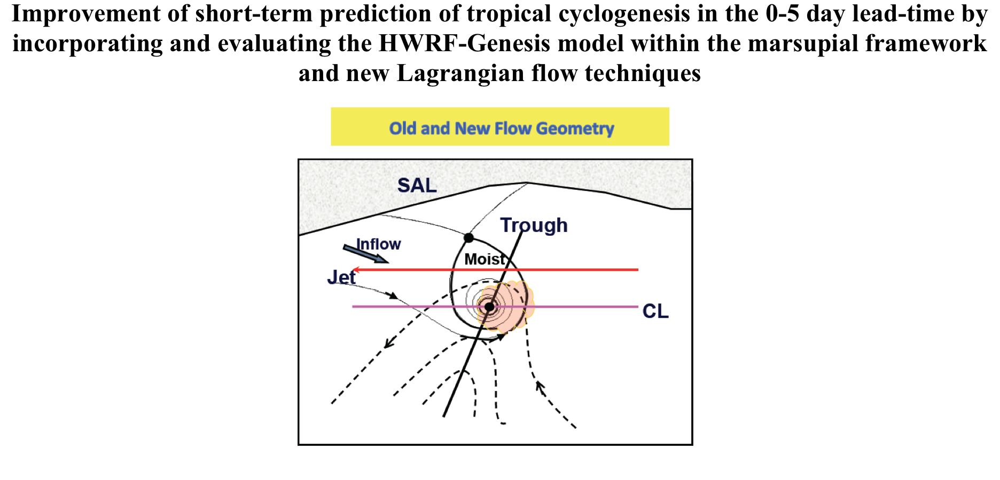 Improvement of short-term prediction of tropical cyclogenesis in the 0-5 day lead-time by
incorporating and evaluating the HWRF-Genesis model within the marsupial framework
and new Lagrangian flow techniques
Old and New Flow Geometry
SAL
Trough
Inflow
Moist
Jet
CL